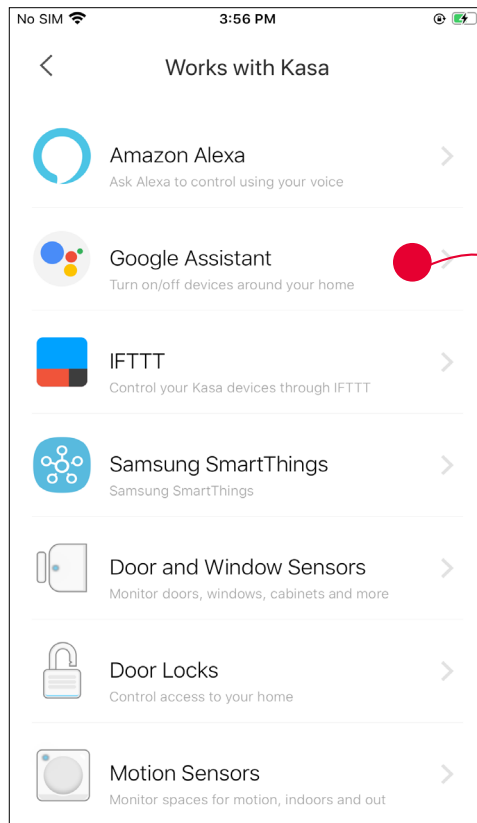 No SIM 3:56 PM
Works with Kasa
Amazon Alexa
Ask Alexa to control using your voice
Google Assistant
Turn on/off devices around your home
IFTTT
Control your Kasa devices through IFTTT
Samsung SmartThings
Samsung SmartThings
Door and Window Sensors
Monitor doors, windows, cabinets and more
Door Locks
Control access to your home
Motion Sensors
Monitor spaces for motion, indoors and out